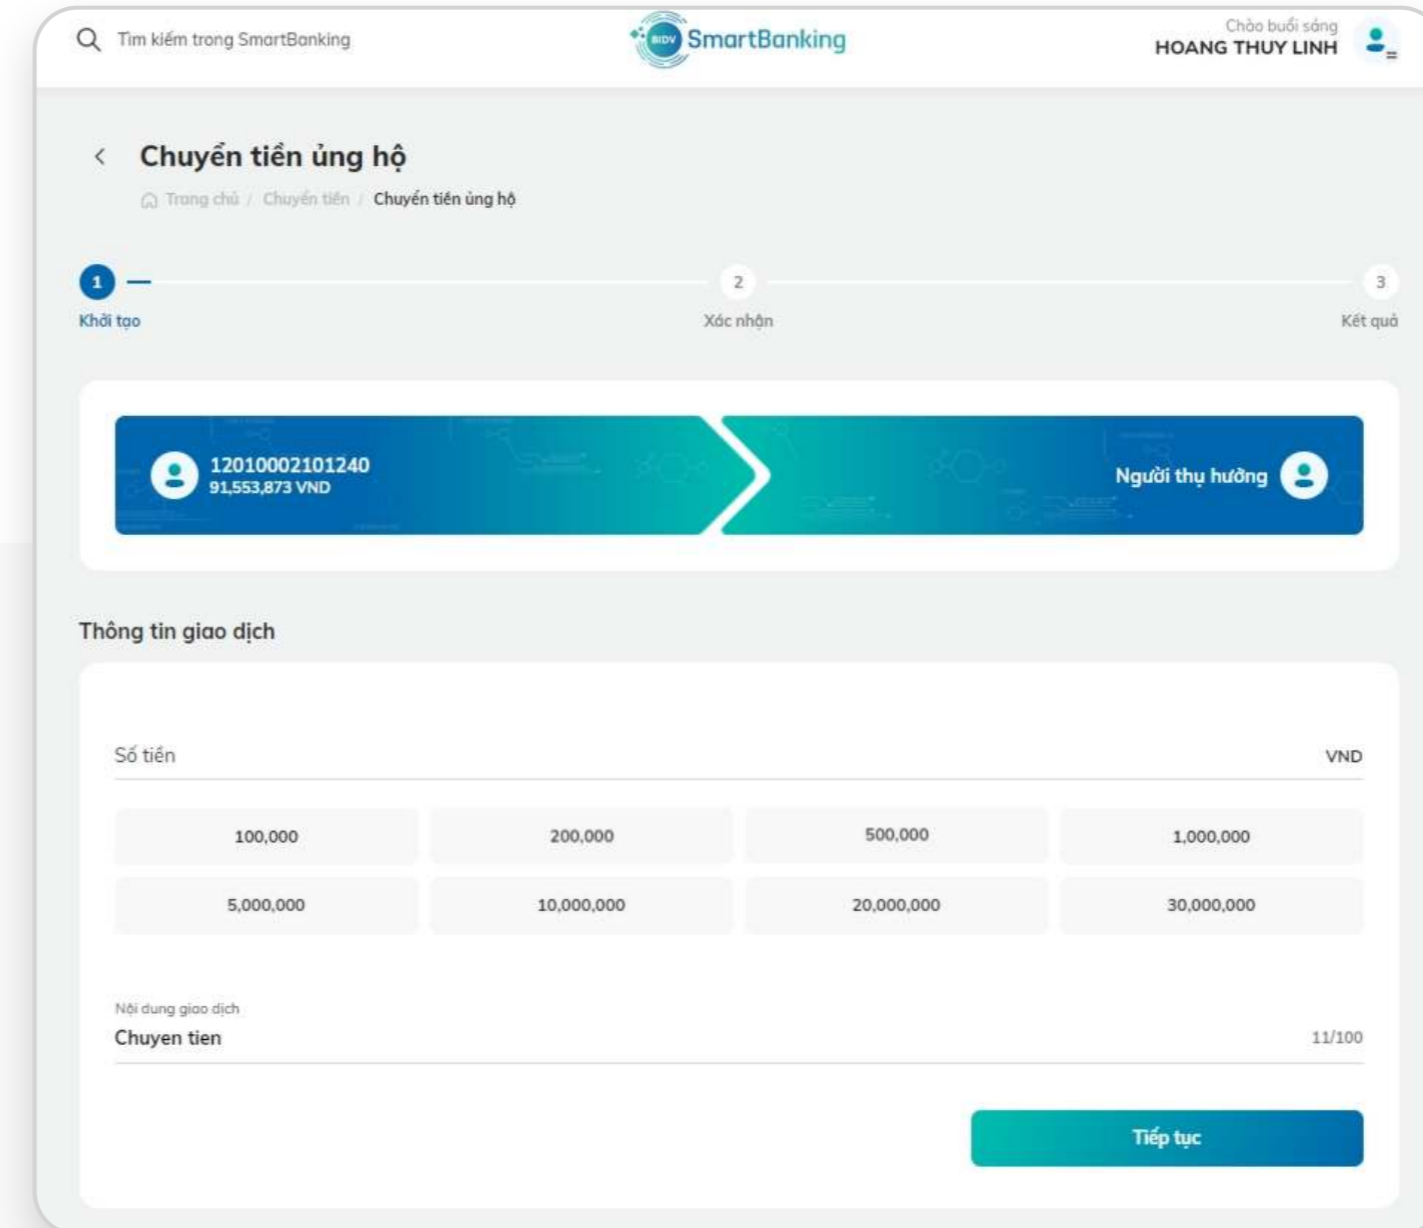 Tìm kiếm trong SmartBanking
BIDV SmartBanking
Chào buổi sáng
HOANG THUY LINH
Chuyển tiền ủng hộ
Trang chủ / Chuyển tiền / Chuyển tiền ủng hộ
1
2
3
Khởi tạo
Xác nhận
Kết quả
12010002101240
91,553,873 VND
Người thụ hưởng
Thông tin giao dịch
Số tiền VND
100,000 200,000 500,000 1,000,000
5,000,000 10,000,000 20,000,000 30,000,000
Nội dung giao dịch
Chuyen tien 11/100
Tiếp tục